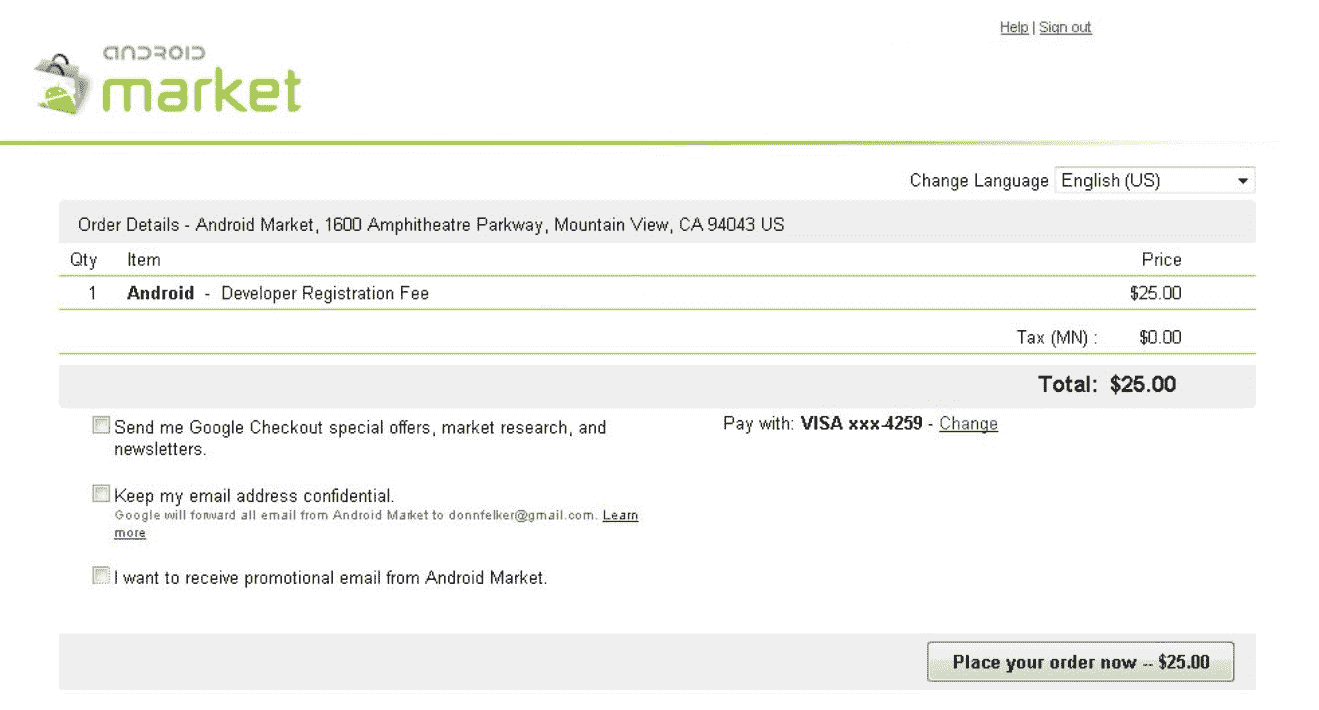 Help | Sign out
android
market
Change Language English (US)
Order Details - Android Market, 1600 Amphitheatre Parkway, Mountain View, CA 94043 US
Qty Item Price
1 Android - Developer Registration Fee $25.00
Tax (MN) : $0.00
Total: $25.00
Send me Google Checkout special offers, market research, and
newsletters.
Pay with: VISA xxx-4259 - Change
Keep my email address confidential.
Google will forward all email from Android Market to donnfelker@gmail.com. Learn
more
I want to receive promotional email from Android Market.
Place your order now -- $25.00